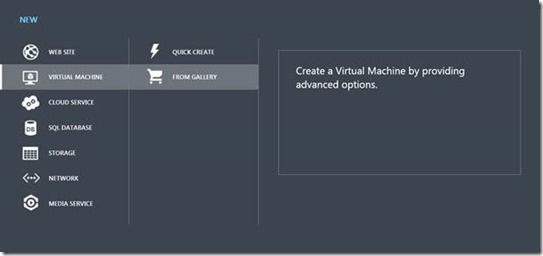 NEW
WEB SITE
VIRTUAL MACHINE
CLOUD SERVICE
DB
SQL DATABASE
STORAGE
NETWORK
MEDIA SERVICE
QUICK CREATE
FROM GALLERY
Create a Virtual Machine by providing
advanced options.